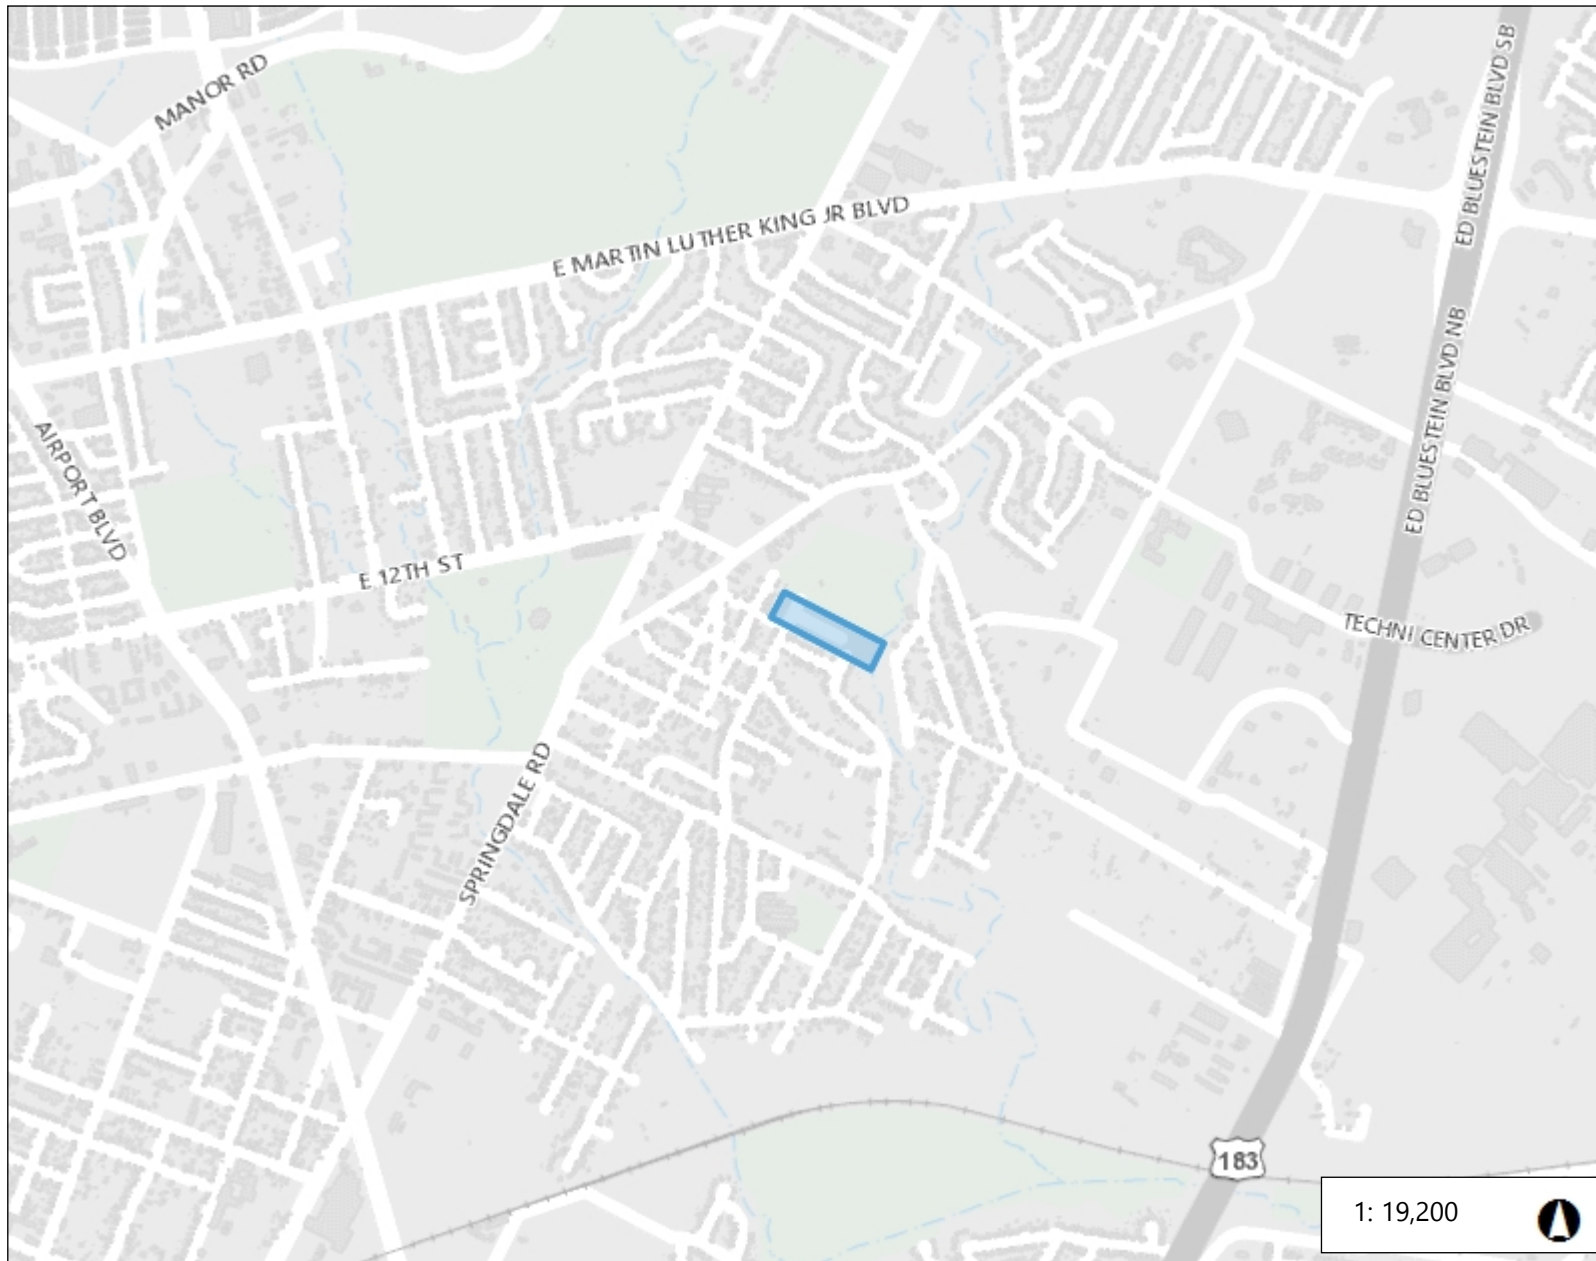 MANOR RD
ED BLUESTEIN BLVD SB
E MARTIN LUTHER KING JR BLVD
ED BLUESTEIN BLVD NB
AIRPORT BLVD
E 12TH ST
TECHNI CENTER DR
SPRINGDALE RD
183
1: 19,200